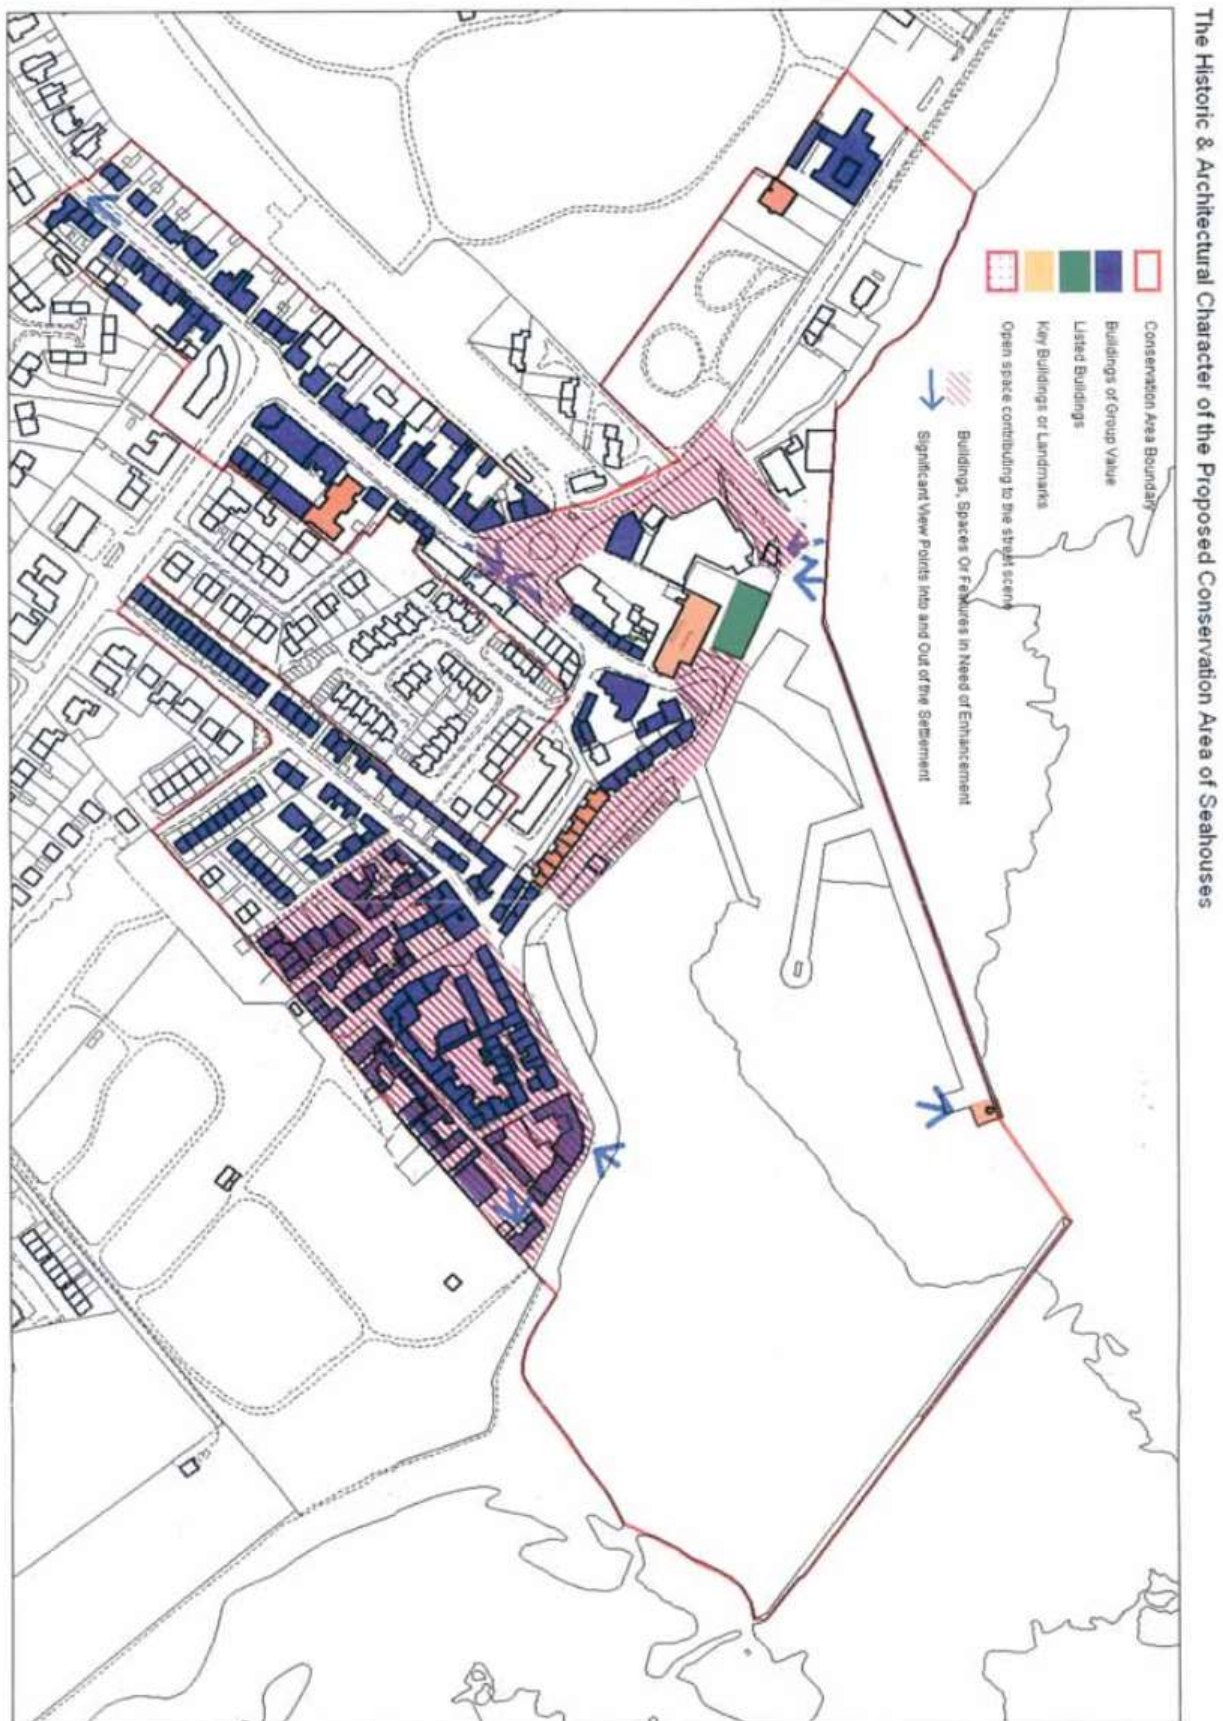 The Historic & Architectural Character of the Proposed Conservation Area of Seahouses
Conservation Area Boundary
Buildings of Group Value
Listed Buildings
Key Buildings or Landmarks
Open space contributing to the street scene
Buildings, Spaces Or Features in Need of Enhancement
Significant View Points Into and Out of the Settlement